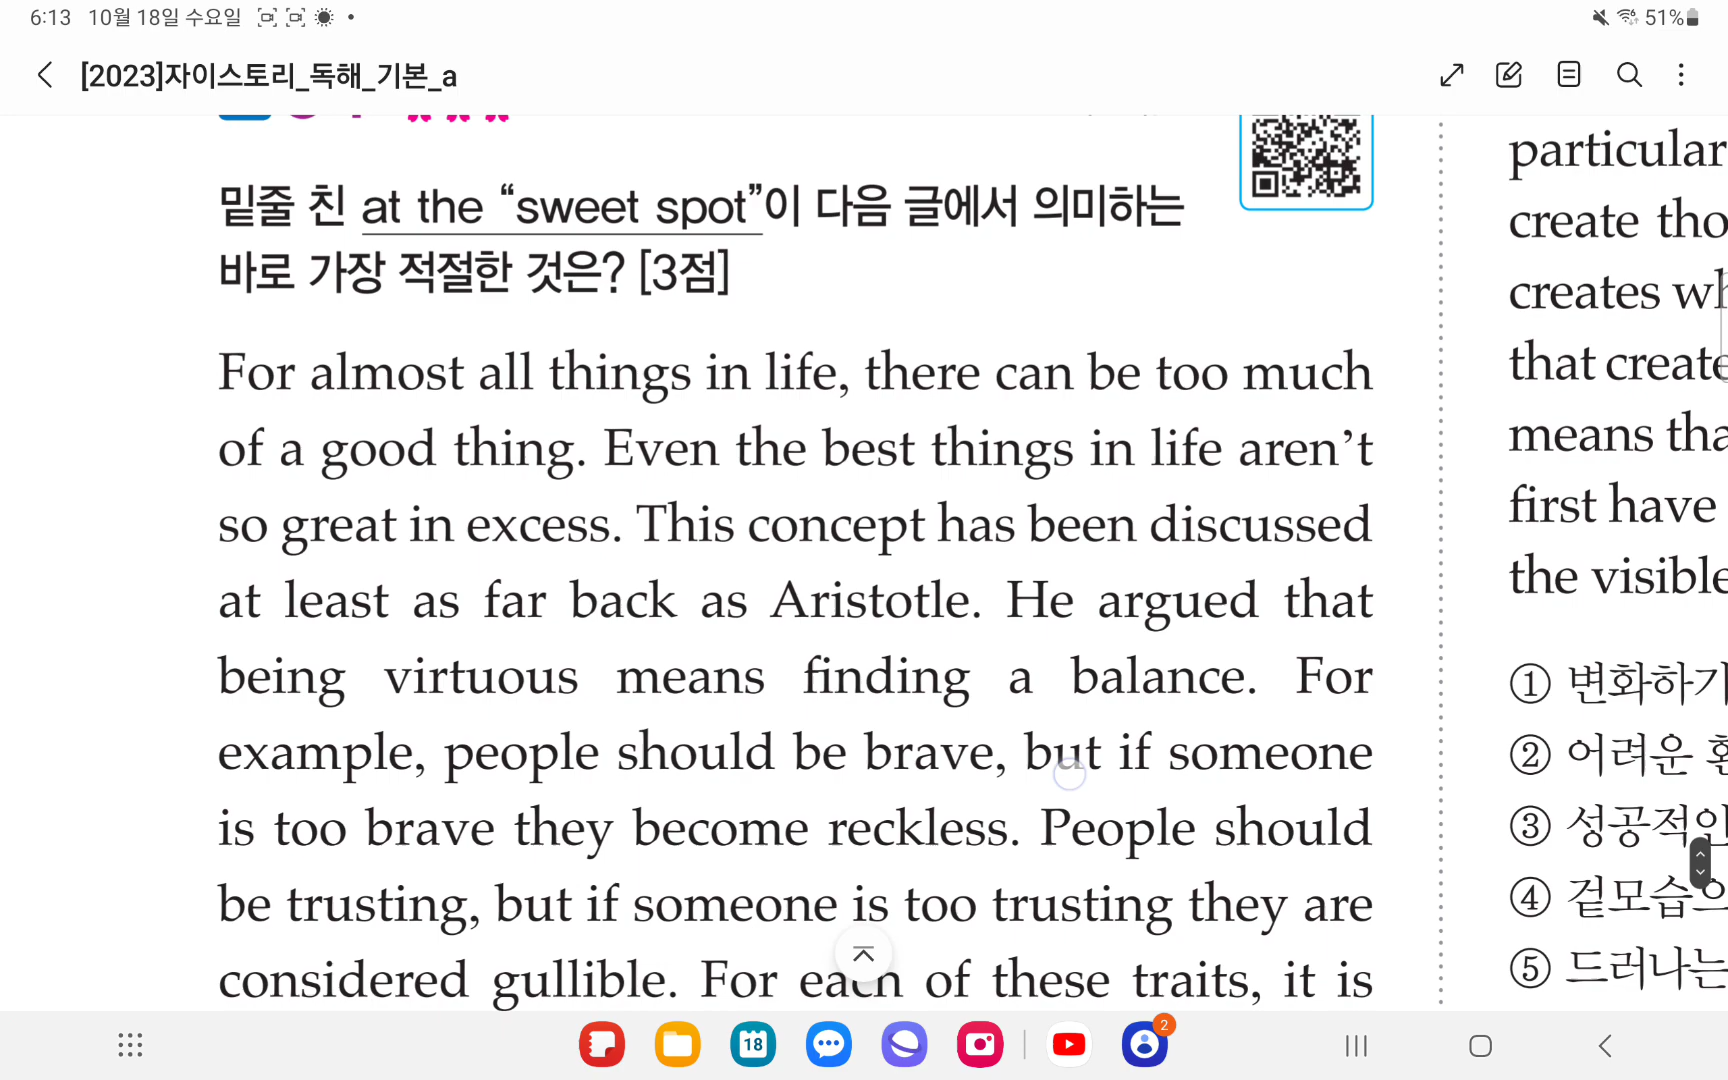 6:13 10월 18일 수요일
51%
[2023]자이스토리_독해_기본_a
밑줄 친 at the “sweet spot”이 다음 글에서 의미하는
바로 가장 적절한 것은? [3점]
For almost all things in life, there can be too much
of a good thing. Even the best things in life aren’t
so great in excess. This concept has been discussed
at least as far back as Aristotle. He argued that
being virtuous means finding a balance. For
example, people should be brave, but if someone
is too brave they become reckless. People should
be trusting, but if someone is too trusting they are
considered gullible. For each of these traits, it is
particular
create tho
creates wh
that create
means tha
first have
the visible
① 변화하기
② 어려운
③ 성공적인
④ 겉모습으
⑤ 드러나는
18
2